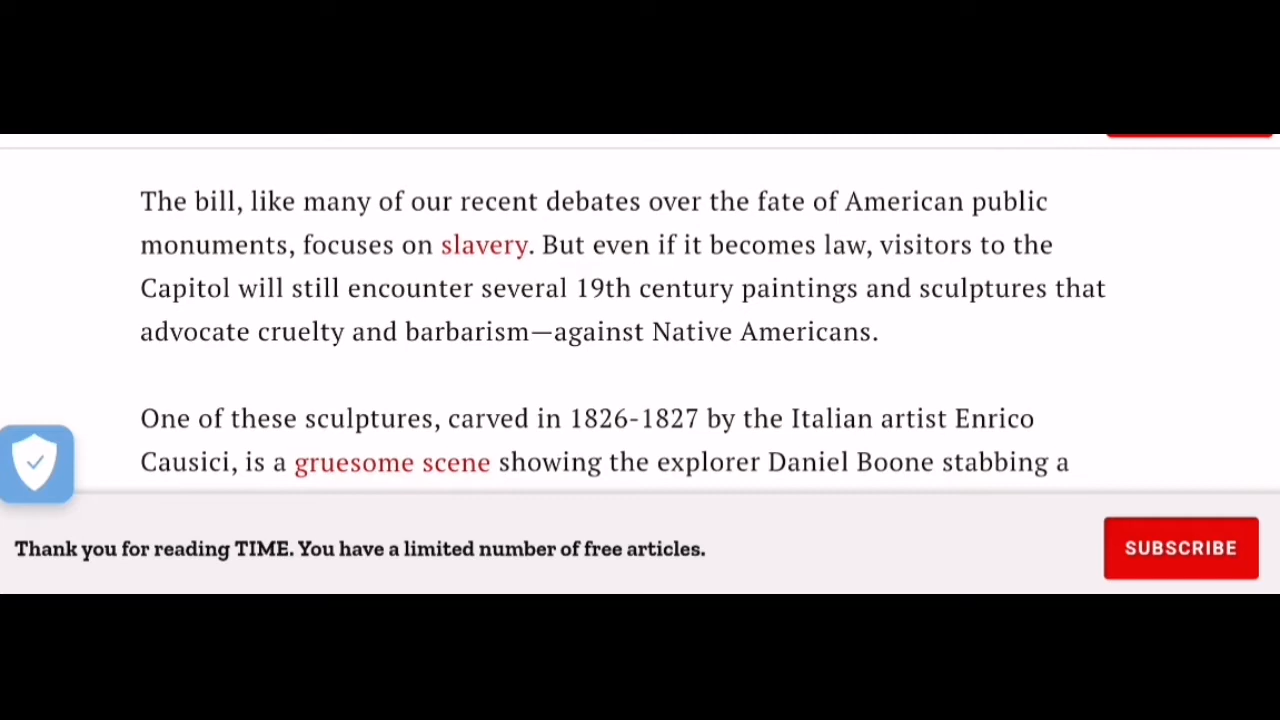 The bill, like many of our recent debates over the fate of American public
monuments, focuses on slavery. But even if it becomes law, visitors to the
Capitol will still encounter several 19th century paintings and sculptures that
advocate cruelty and barbarism—against Native Americans.
One of these sculptures, carved in 1826-1827 by the Italian artist Enrico
Causici, is a gruesome scene showing the explorer Daniel Boone stabbing a
Thank you for reading TIME. You have a limited number of free articles.
SUBSCRIBE